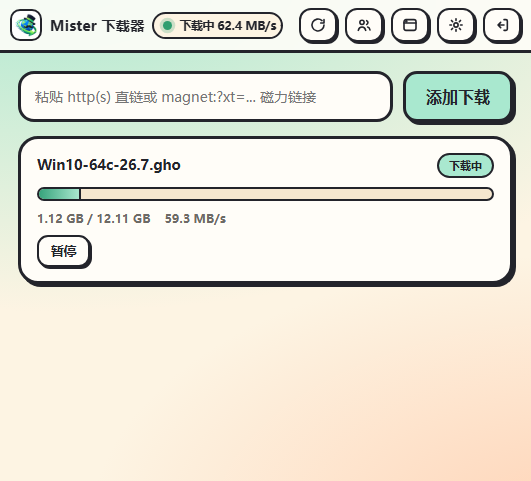 Mister 下载器
下载中 62.4 MB/s
粘贴 http(s) 直链或 magnet:?xt=... 磁力链接
添加下载
Win10-64c-26.7.gho
下载中
1.12 GB / 12.11 GB 59.3 MB/s
暂停